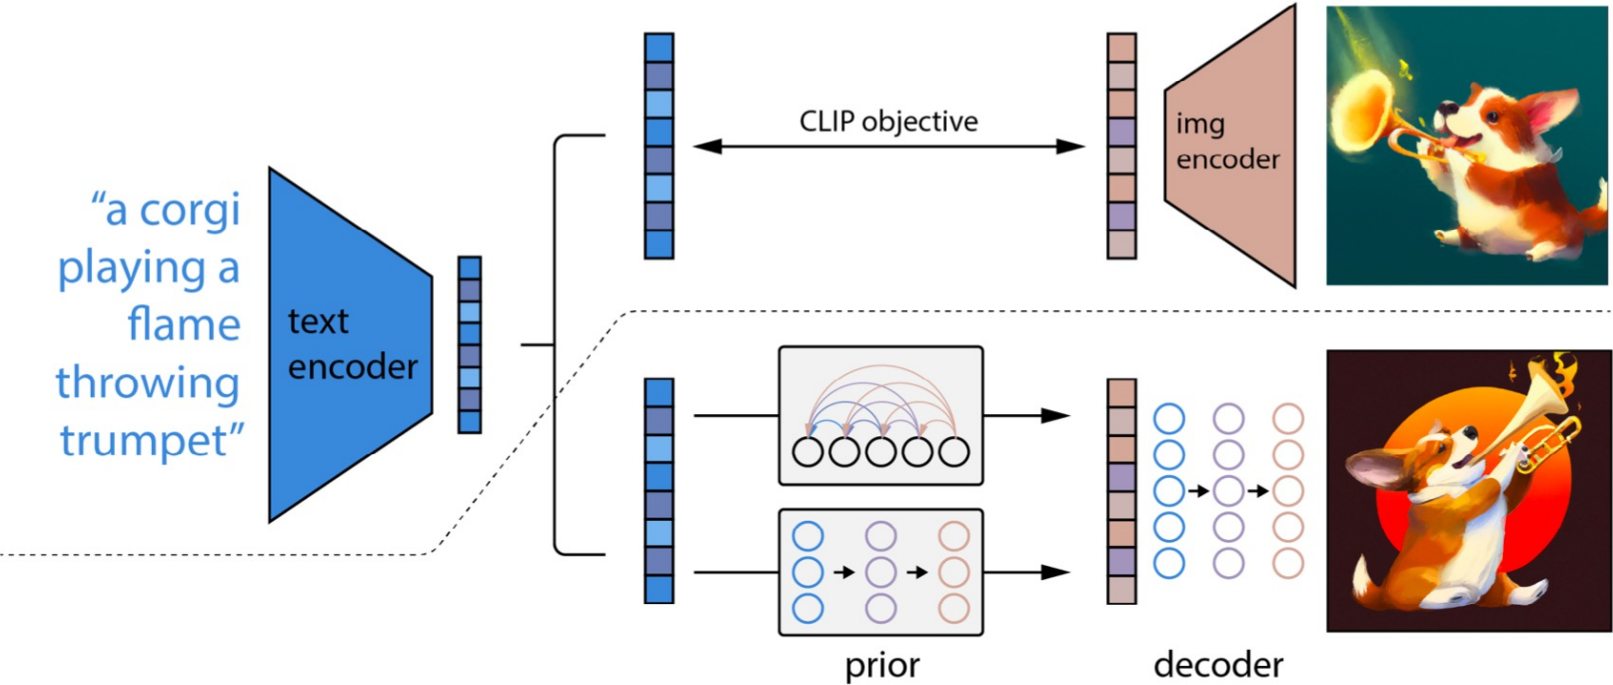 “a corgi
playing a
flame
throwing
trumpet”
text
encoder
CLIP objective
img
encoder
prior
decoder